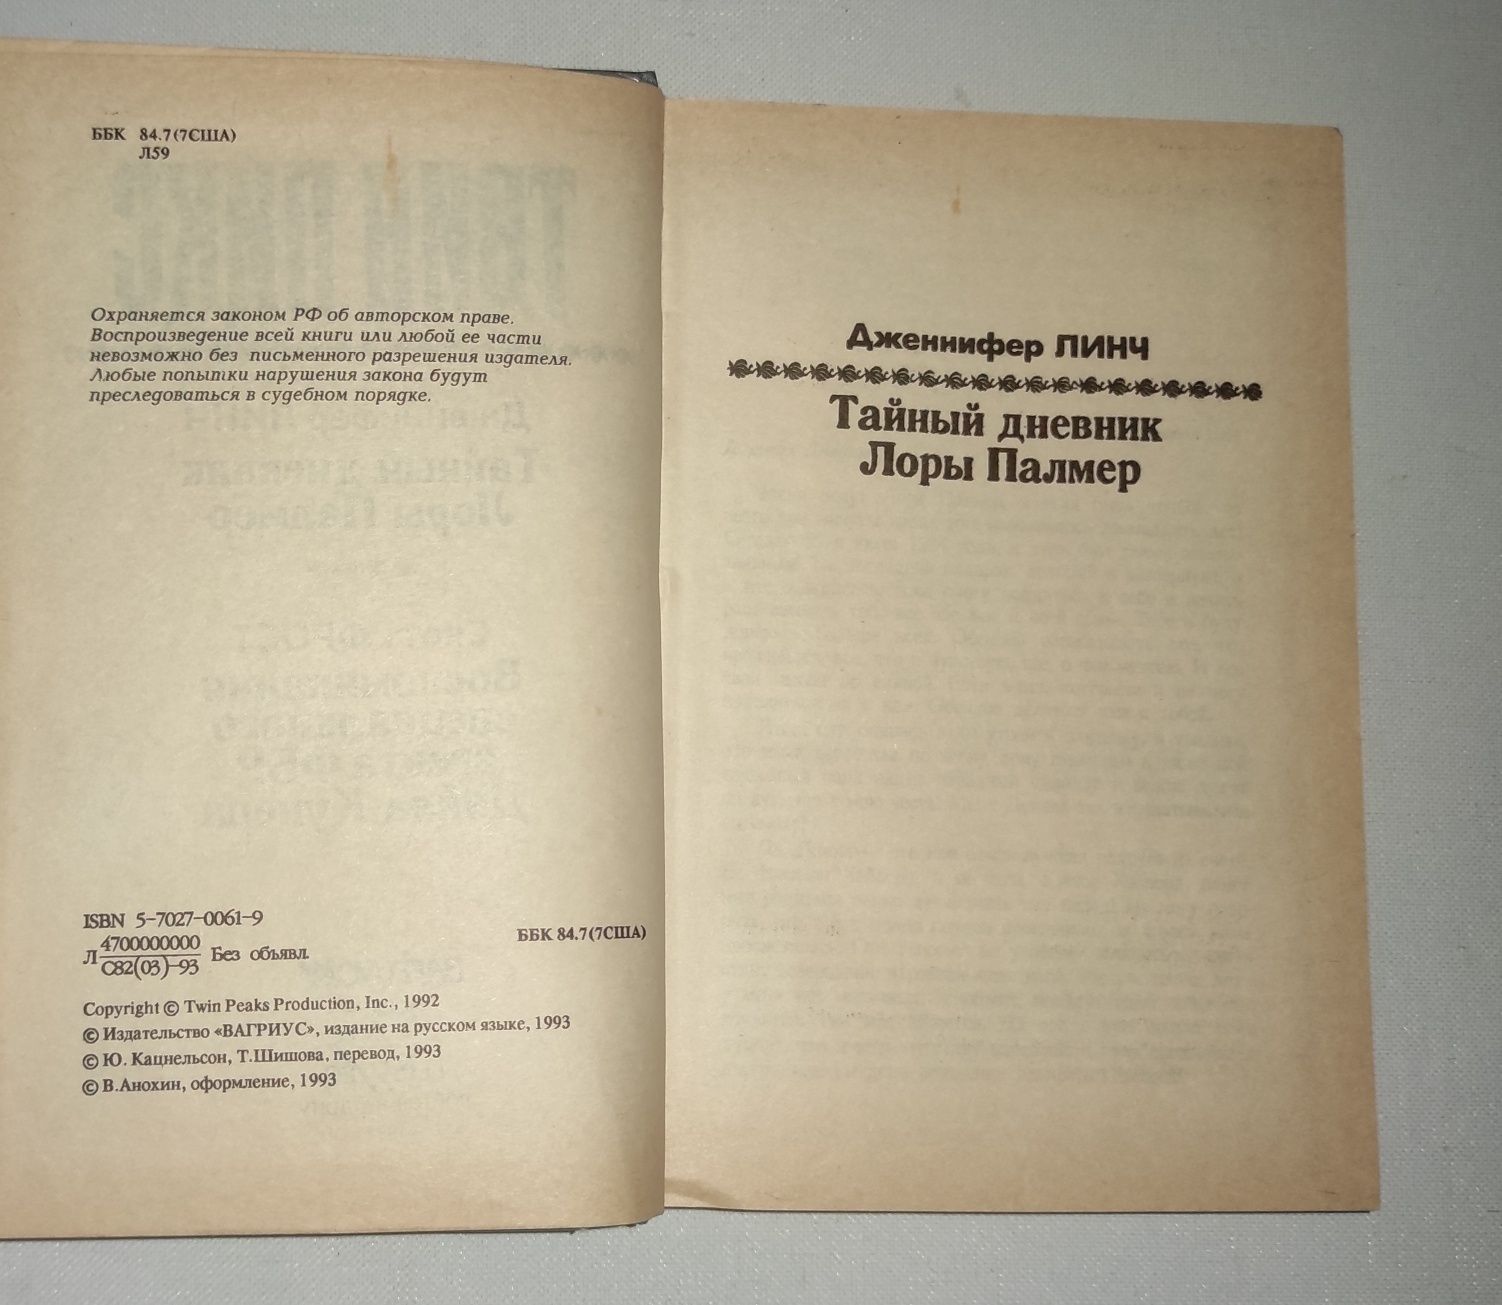 ББК 84.7(7США)
Л59
Охраняется законом РФ об авторском праве.
Воспроизведение всей книги или любой ее части
невозможно без письменного разрешения издателя.
Любые попытки нарушения закона будут
преследоваться в судебном порядке.
ISBN 5-7027-0061-9
Л 4700000000
С82(03)-93 Без объявл.
ББК 84.7(7США)
Copyright © Twin Peaks Production, Inc., 1992
© Издательство «ВАГРИУС», издание на русском языке, 1993
© Ю. Кацнельсон, Т.Шишова, перевод, 1993
© В.Анохин, оформление, 1993
Дженнифер ЛИНЧ
Тайный дневник
Лоры Палмер